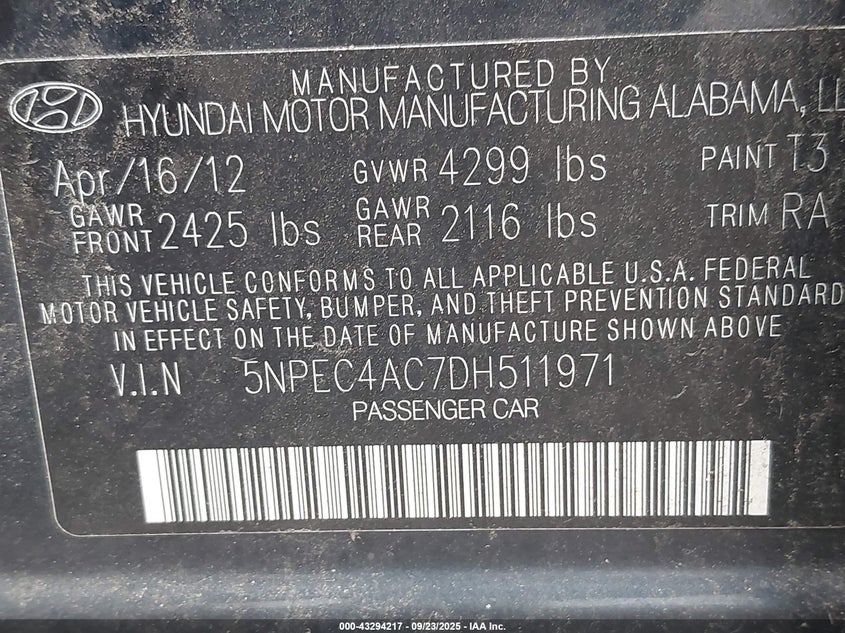 MANUFACTURED BY
HYUNDAI MOTOR MANUFACTURING ALABAMA, LL
Apr/16/12 GVWR 4299 lbs PAINT T3
GAWR FRONT 2425 lbs GAWR REAR 2116 lbs TRIM RA
THIS VEHICLE CONFORMS TO ALL APPLICABLE U.S.A. FEDERAL
MOTOR VEHICLE SAFETY, BUMPER, AND THEFT PREVENTION STANDARD
IN EFFECT ON THE DATE OF MANUFACTURE SHOWN ABOVE
V.I.N 5NPEC4AC7DH511971
PASSENGER CAR
000-43294217 - 09/23/2025 - IAA Inc.